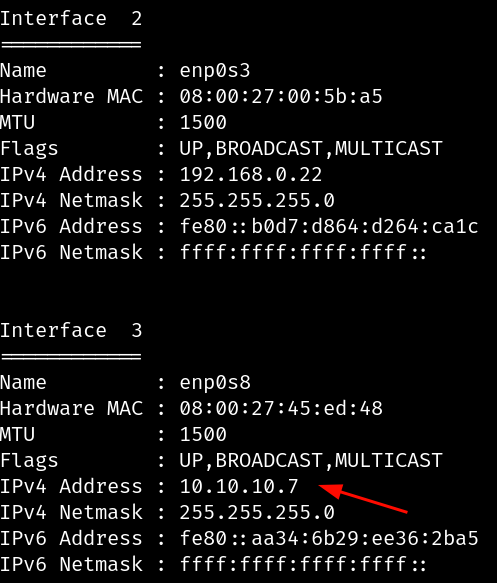 Interface  2
============
Name         : enp0s3
Hardware MAC : 08:00:27:00:5b:a5
MTU          : 1500
Flags        : UP,BROADCAST,MULTICAST
IPv4 Address : 192.168.0.22
IPv4 Netmask : 255.255.255.0
IPv6 Address : fe80::b0d7:d864:d264:ca1c
IPv6 Netmask : ffff:ffff:ffff:ffff::
Interface  3
============
Name         : enp0s8
Hardware MAC : 08:00:27:45:ed:48
MTU          : 1500
Flags        : UP,BROADCAST,MULTICAST
IPv4 Address : 10.10.10.7
IPv4 Netmask : 255.255.255.0
IPv6 Address : fe80::aa34:6b29:ee36:2ba5
IPv6 Netmask : ffff:ffff:ffff:ffff::